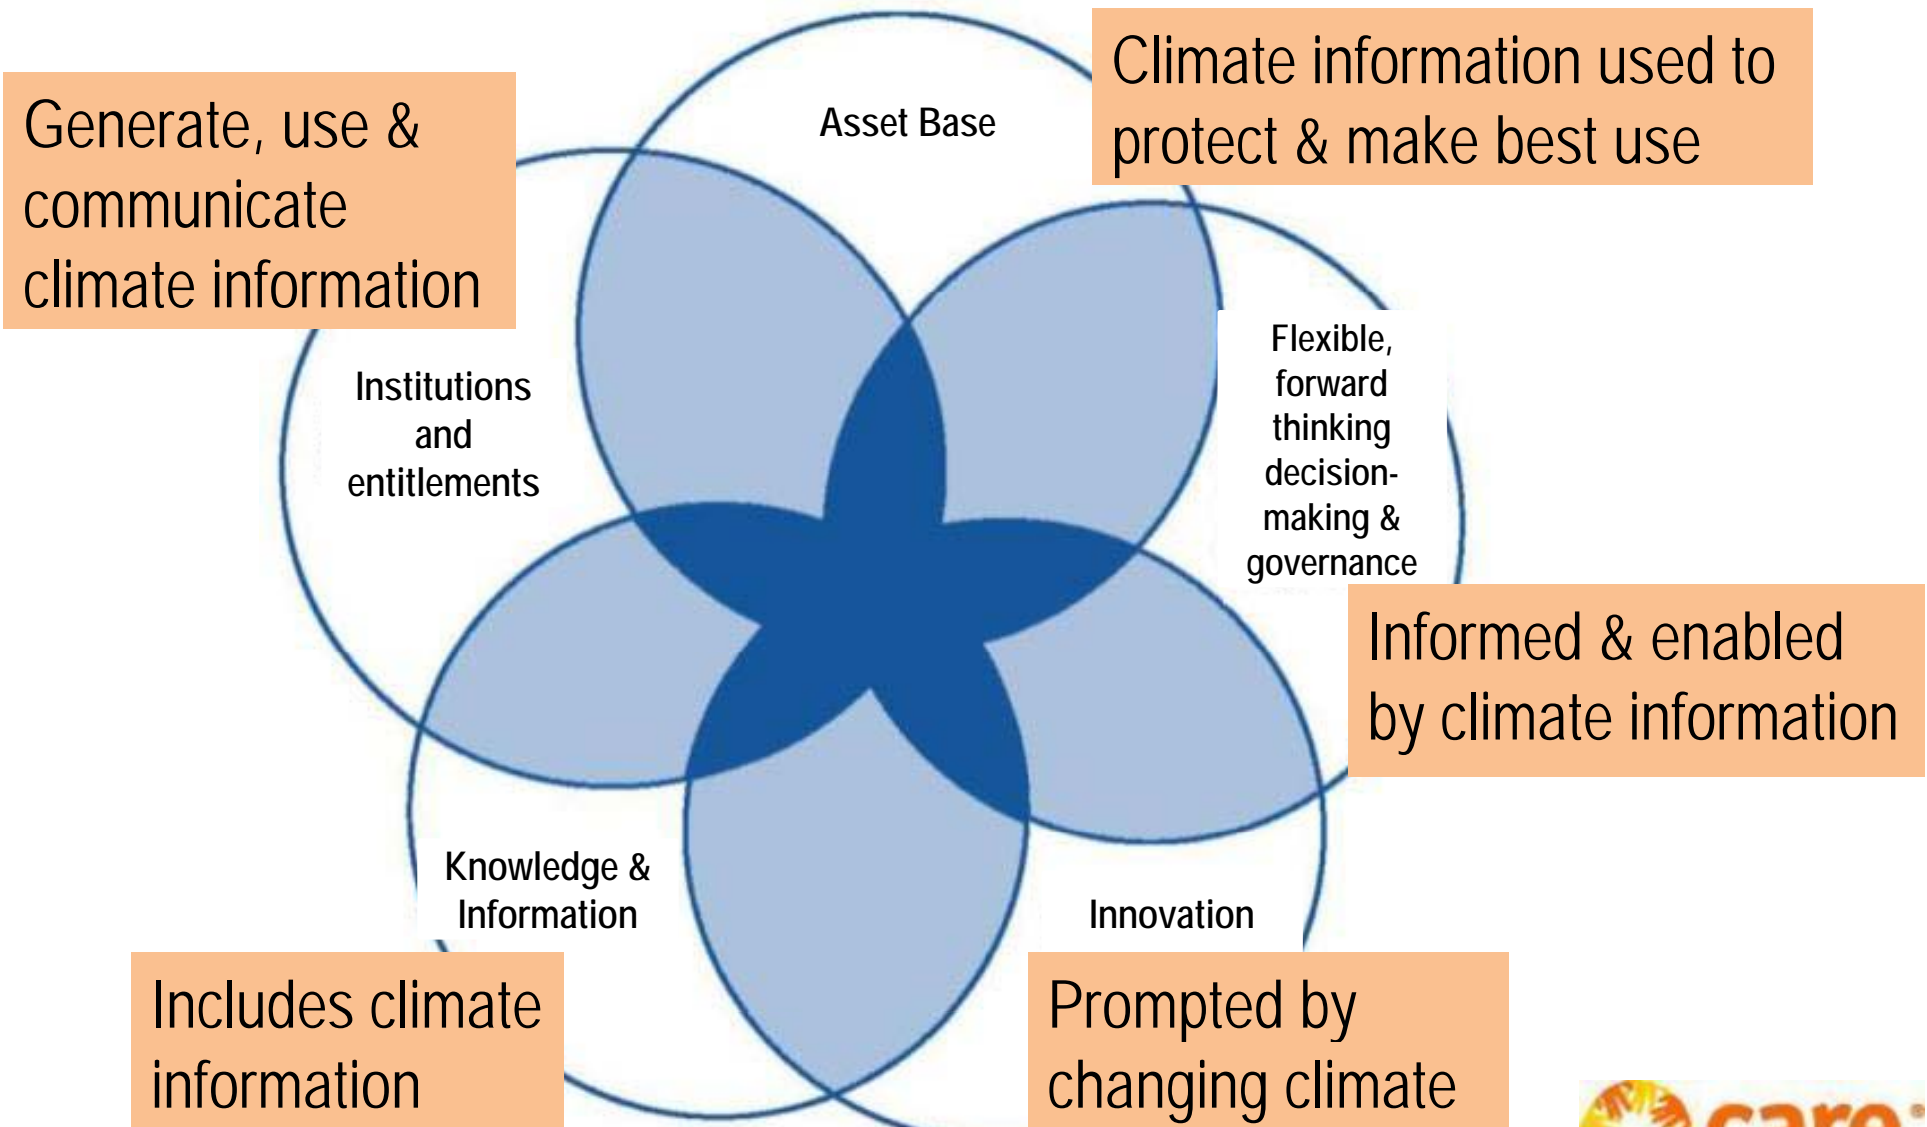 Climate information used to
protect & make best use
Generate, use &
communicate
climate information
Asset Base
Institutions
and
entitlements
Flexible,
forward
thinking
decision-
making &
governance
Informed & enabled
by climate information
Knowledge &
Information
Innovation
Includes climate
information
Prompted by
changing climate
care®